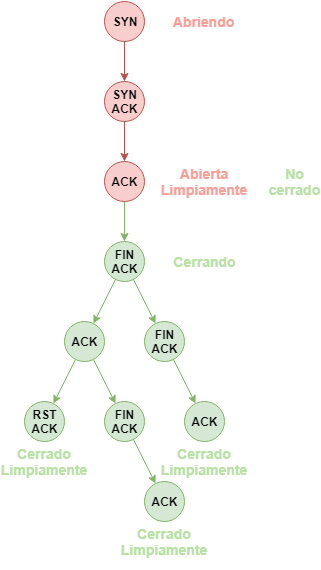 SYN
Abriendo
SYN
ACK
ACK
Abierta
Limpiamente
No
cerrado
FIN
ACK
Cerrando
ACK
FIN
ACK
RST
ACK
FIN
ACK
ACK
Cerrado
Limpiamente
Cerrado
Limpiamente
ACK
Cerrado
Limpiamente